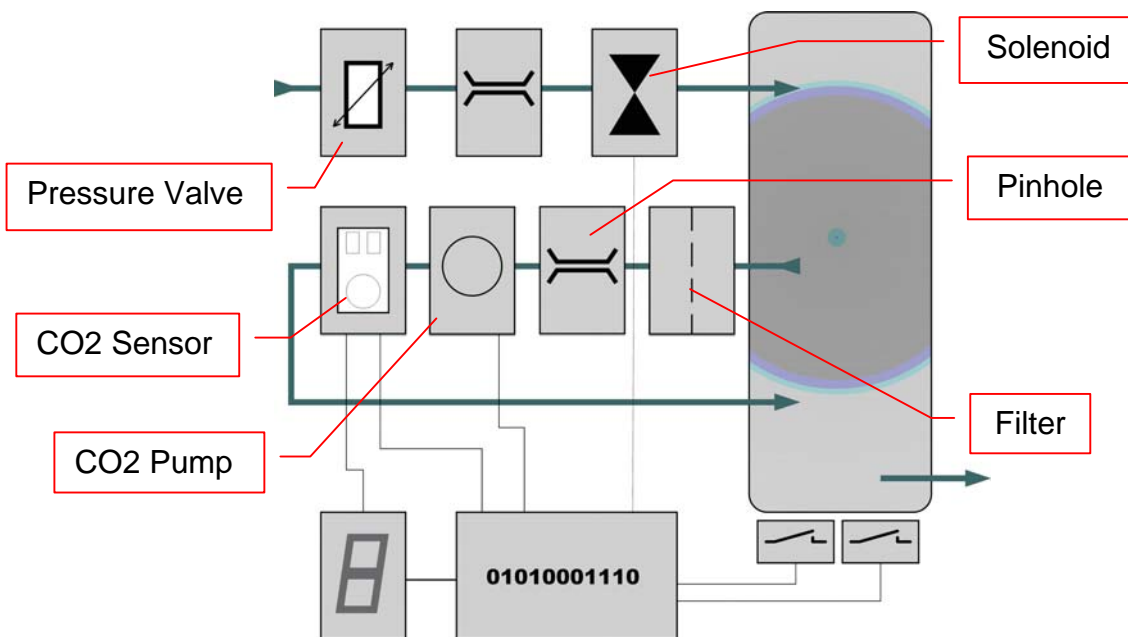 Solenoid
Pressure Valve
Pinhole
CO2 Sensor
Filter
CO2 Pump
01010001110